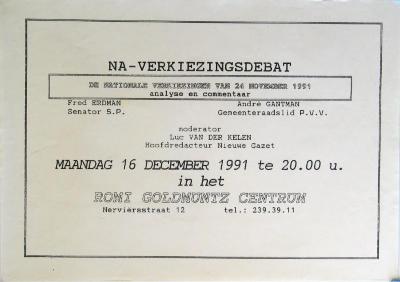 NA-VERKIEZINGSDEBAT
DE NATIONALE VERKIEZINGEN VAN 24 NOVEMBER 1991
analyse en commentaar
Fred ERDMAN André GANTMAN
Senator S.P. Gemeenteraadslid P.V.V.
moderator
Luc VAN DER KELEN
Hoofdredacteur Nieuwe Gazet
MAANDAG 16 DECEMBER 1991 te 20.00 u.
in het
ROMI GOLDMUNTZ CENTRUM
Nerviërsstraat 12 tel.: 239.39.11